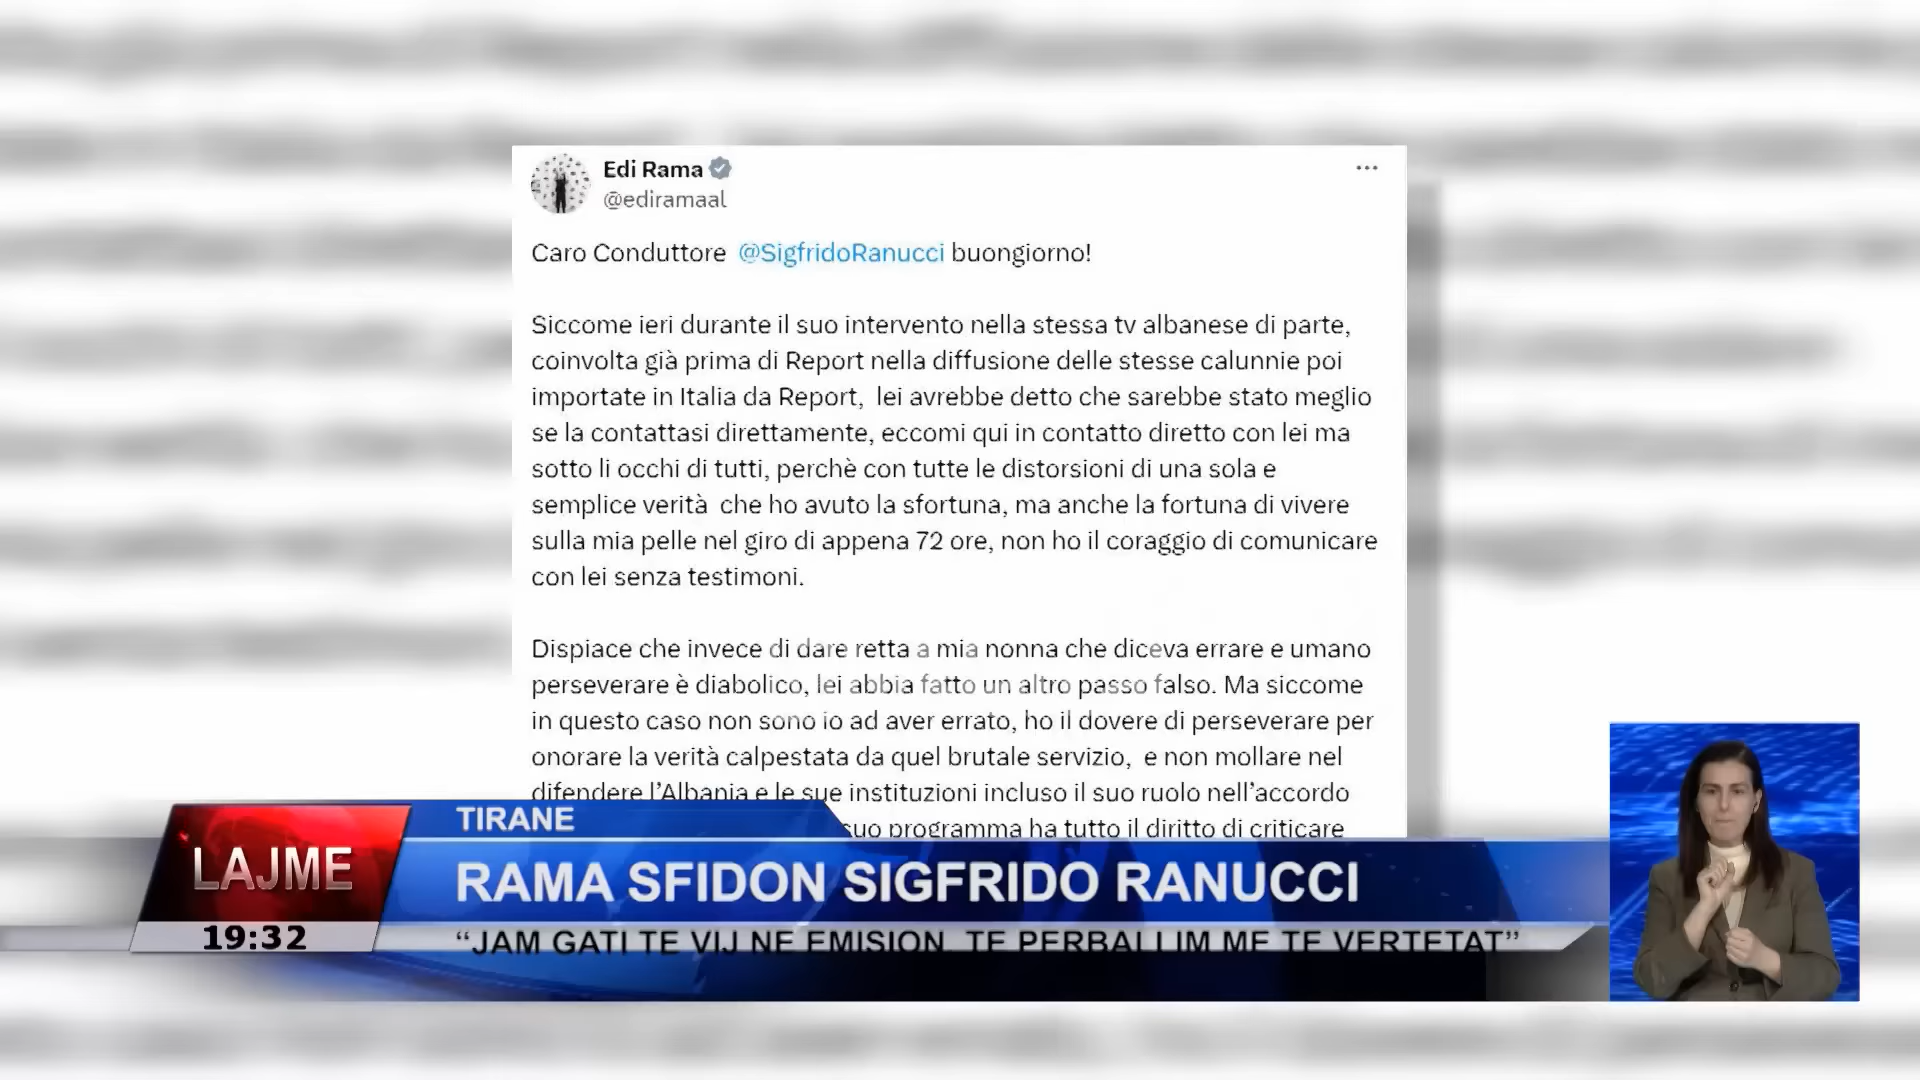 Edi Rama
@ediramaal
Caro Conduttore @SigfridoRanucci buongiorno!
Siccome ieri durante il suo intervento nella stessa tv albanese di parte,
coinvolta già prima di Report nella diffusione delle stesse calunnie poi
importate in Italia da Report, lei avrebbe detto che sarebbe stato meglio
se la contattasi direttamente, eccomi qui in contatto diretto con lei ma
sotto li occhi di tutti, perchè con tutte le distorsioni di una sola e
semplice verità che ho avuto la sfortuna, ma anche la fortuna di vivere
sulla mia pelle nel giro di appena 72 ore, non ho il coraggio di comunicare
con lei senza testimoni.
Dispiace che invece di dare retta a mia nonna che diceva errare e umano
perseverare è diabolico, lei abbia fatto un altro passo falso. Ma siccome
in questo caso non sono io ad aver errato, ho il dovere di perseverare per
onorare la verità calpestata da quel brutale servizio, e non mollare nel
difendere l'Albania e le sue instituzioni incluso il suo ruolo nell'accordo
suo programma ha tutto il diritto di criticare
TIRANE
LAJME
RAMA SFIDON SIGFRIDO RANUCCI
19:32
"JAM GATI TE VIJ NE EMISION, TE PERBALLIM ME TE VERTETAT"